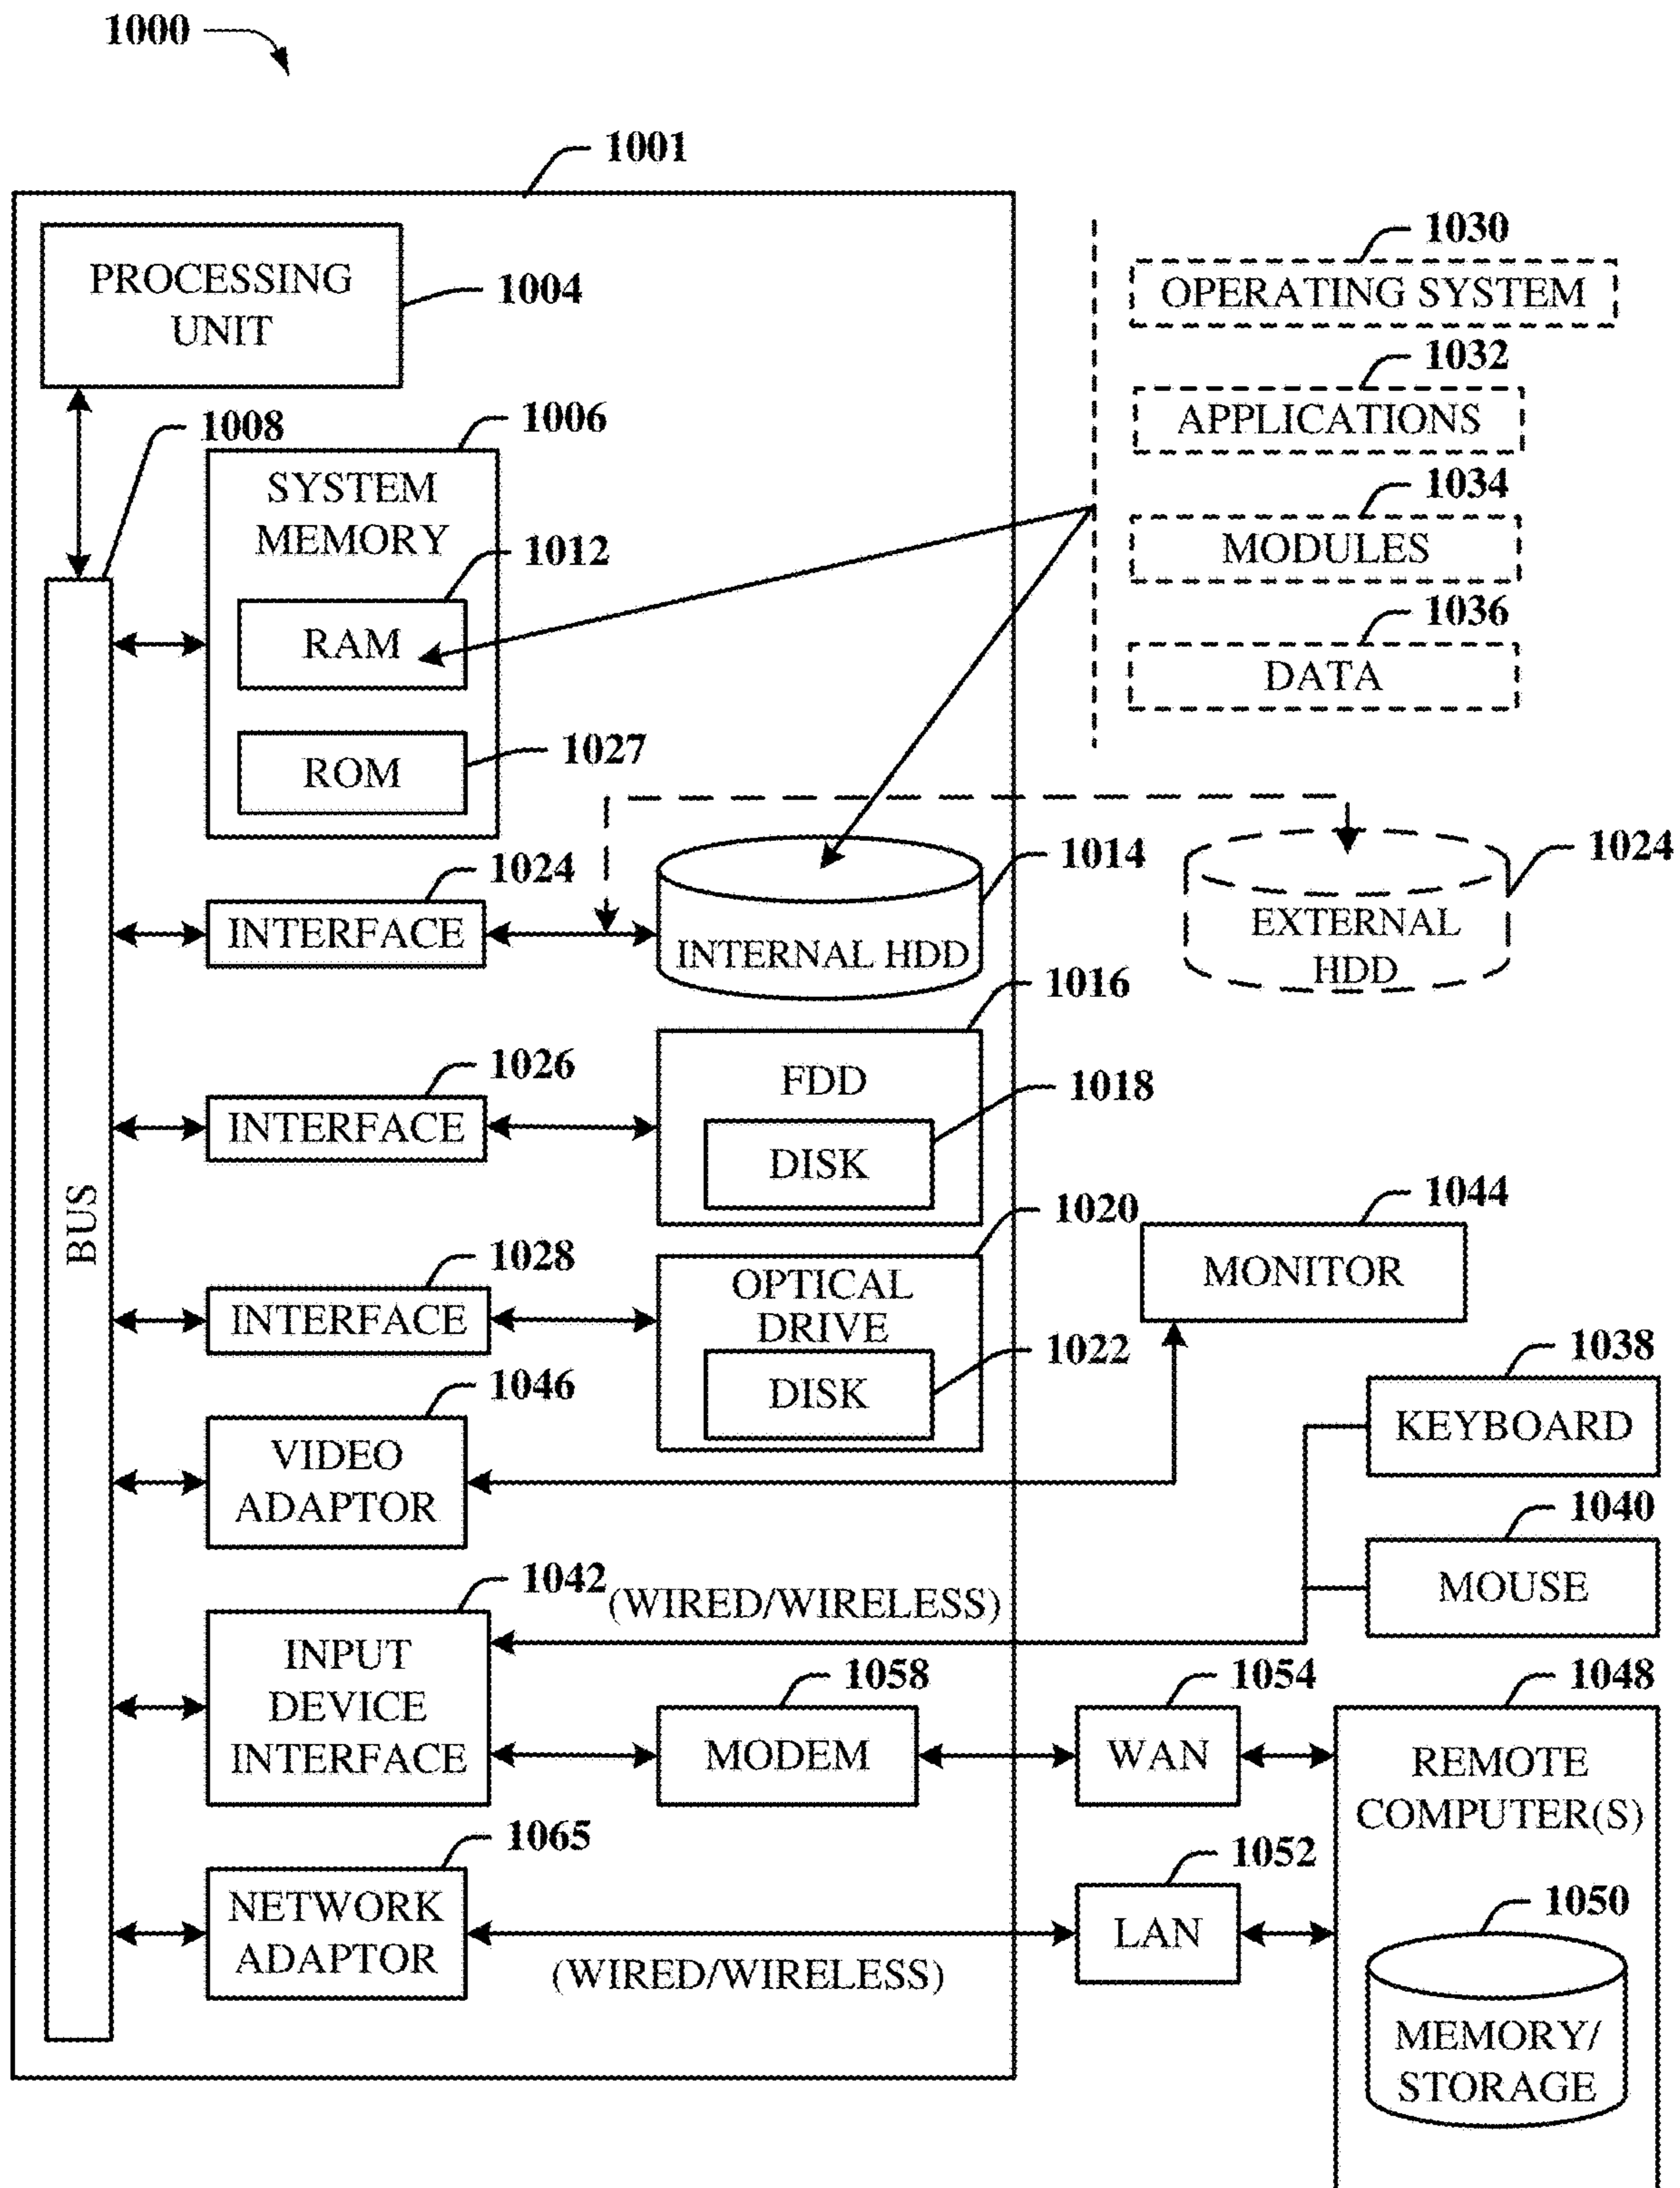 1000
1001
PROCESSING
UNIT
1004
1008
1006
SYSTEM
MEMORY
1012
RAM
1027
ROM
1030
OPERATING SYSTEM
1032
APPLICATIONS
1034
MODULES
1036
DATA
1024
INTERFACE
1014
INTERNAL HDD
1024
EXTERNAL
HDD
1026
INTERFACE
1016
FDD
1018
DISK
BUS
1028
INTERFACE
1020
OPTICAL
DRIVE
1022
DISK
1044
MONITOR
1046
VIDEO
ADAPTOR
1038
KEYBOARD
1040
MOUSE
1042
(WIRED/WIRELESS)
INPUT
DEVICE
INTERFACE
1058
MODEM
1054
WAN
1048
REMOTE
COMPUTER(S)
1065
NETWORK
ADAPTOR
(WIRED/WIRELESS)
1052
LAN
1050
MEMORY/
STORAGE